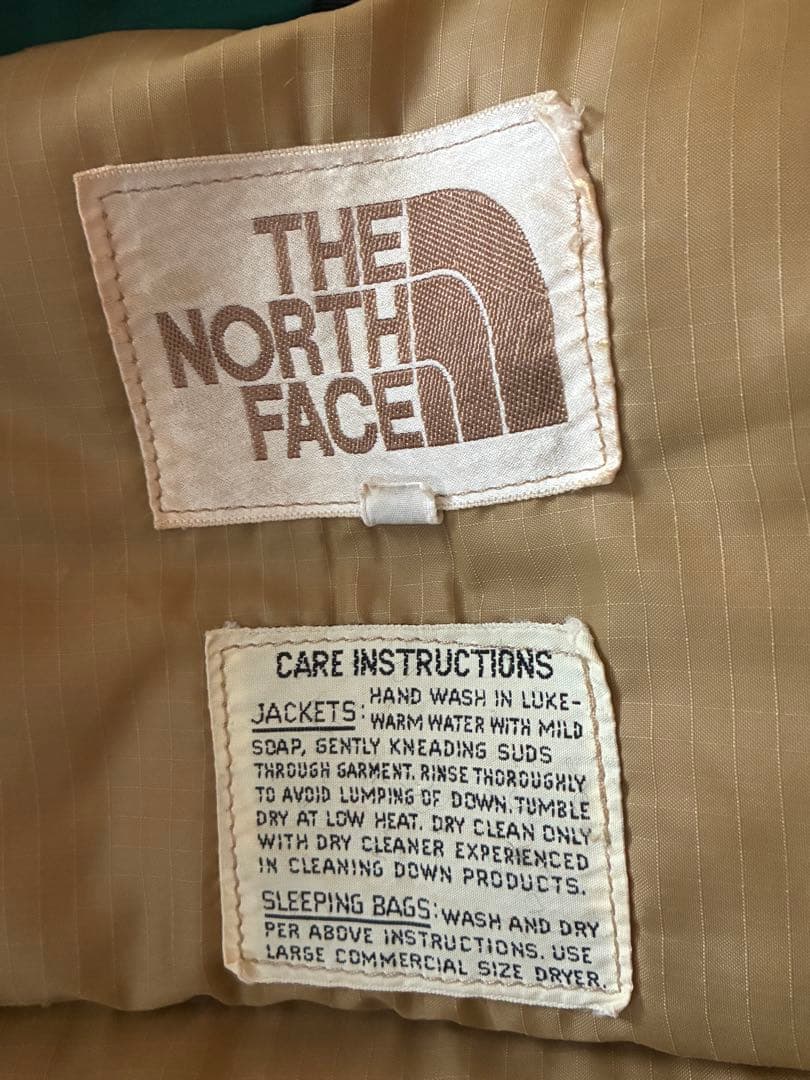 THE
NORTH
FACE
CARE INSTRUCTIONS
JACKETS: HAND WASH IN LUKE-
WARM WATER WITH MILD
SOAP, GENTLY KNEADING SUDS
THROUGH GARMENT. RINSE THOROUGHLY
TO AVOID LUMPING OF DOWN. TUMBLE
DRY AT LOW HEAT. DRY CLEAN ONLY
WITH DRY CLEANER EXPERIENCED
IN CLEANING DOWN PRODUCTS.
SLEEPING BAGS: WASH AND DRY
PER ABOVE INSTRUCTIONS. USE
LARGE COMMERCIAL SIZE DRYER.